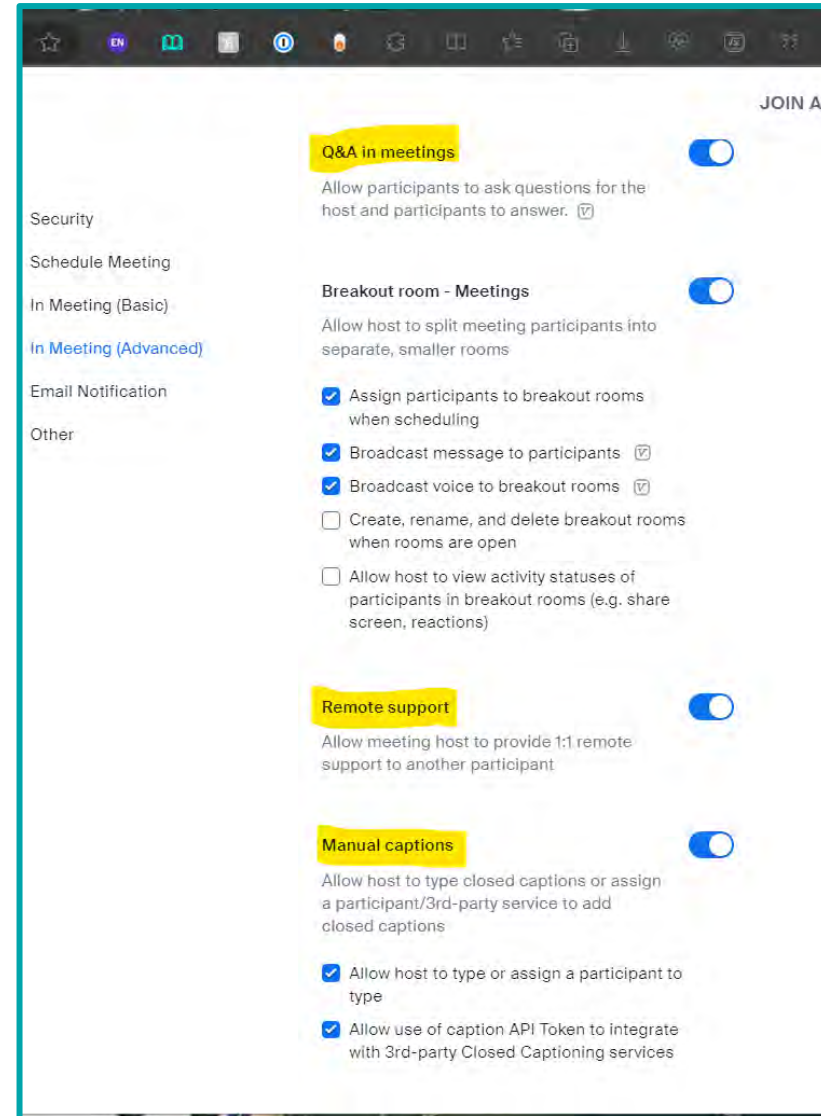 EN
JOIN A
Security
Schedule Meeting
In Meeting (Basic)
In Meeting (Advanced)
Email Notification
Other
Q&A in meetings
Allow participants to ask questions for the
host and participants to answer.
Breakout room - Meetings
Allow host to split meeting participants into
separate, smaller rooms
Assign participants to breakout rooms
when scheduling
Broadcast message to participants
Broadcast voice to breakout rooms
Create, rename, and delete breakout rooms
when rooms are open
Allow host to view activity statuses of
participants in breakout rooms (e.g. share
screen, reactions)
Remote support
Allow meeting host to provide 1:1 remote
support to another participant
Manual captions
Allow host to type closed captions or assign
a participant/3rd-party service to add
closed captions
Allow host to type or assign a participant to
type
Allow use of caption API Token to integrate
with 3rd-party Closed Captioning services